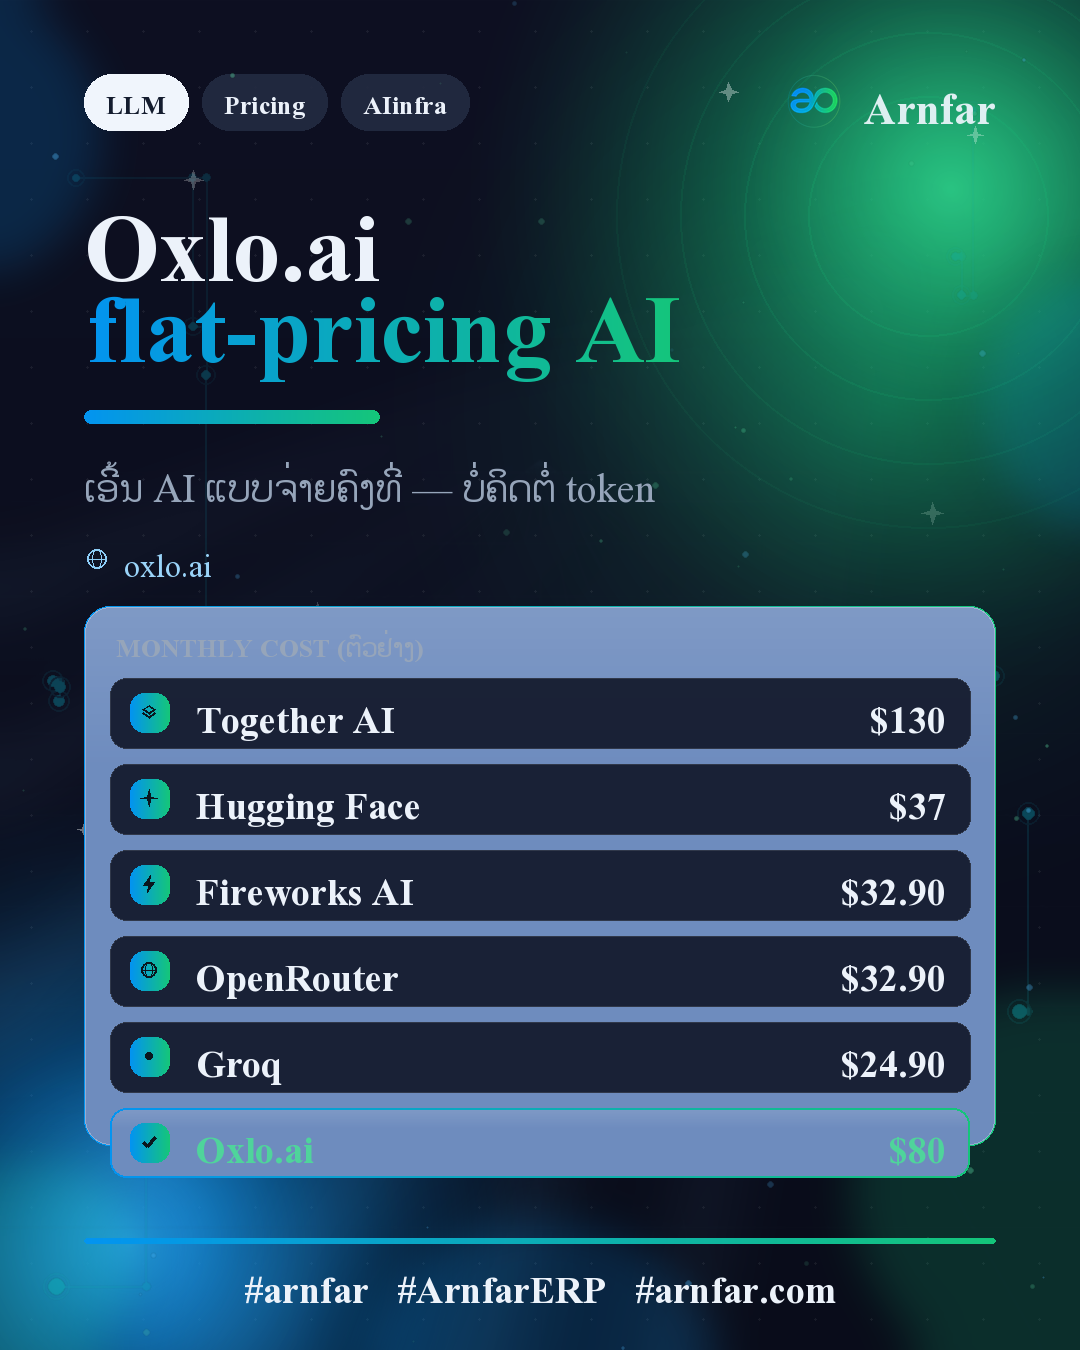 LLM Pricing AIinfra Arnfar
Oxlo.ai
flat-pricing AI
ເອີ້ນ AI ແບບຈ່າຍຄົງທີ່ — ບໍ່ຄິດຕໍ່ token
oxlo.ai
MONTHLY COST (ຕົວຢ່າງ)
Together AI $130
Hugging Face $37
Fireworks AI $32.90
OpenRouter $32.90
Groq $24.90
Oxlo.ai $80
#arnfar #ArnfarERP #arnfar.com